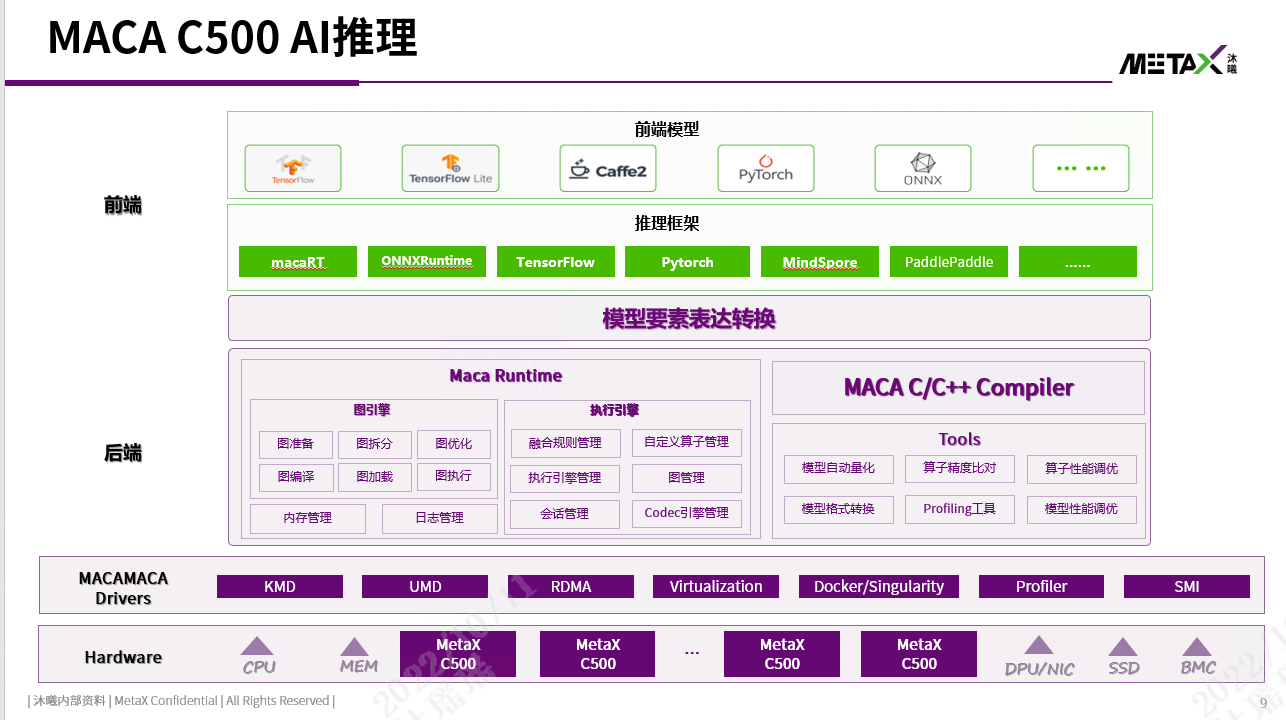 MACA C500 AI推理
METAX 沐曦
前端模型
TensorFlow
TensorFlow Lite
Caffe2
PyTorch
ONNX
··· ···
前端
推理框架
macaRT
ONNXRuntime
TensorFlow
Pytorch
MindSpore
PaddlePaddle
……
模型要素表达转换
后端
Maca Runtime
图引擎
图准备
图拆分
图优化
图编译
图加载
图执行
内存管理
日志管理
执行引擎
融合规则管理
自定义算子管理
执行引擎管理
图管理
会话管理
Codec引擎管理
MACA C/C++ Compiler
Tools
模型自动量化
算子精度比对
算子性能调优
模型格式转换
Profiling工具
模型性能调优
MACAMACA
Drivers
KMD
UMD
RDMA
Virtualization
Docker/Singularity
Profiler
SMI
Hardware
CPU
MEM
MetaX
C500
MetaX
C500
...
MetaX
C500
MetaX
C500
DPU/NIC
SSD
BMC
2022/10/11
2022/10
| 沐曦内部资料 | MetaX Confidential | All Rights Reserved |
9